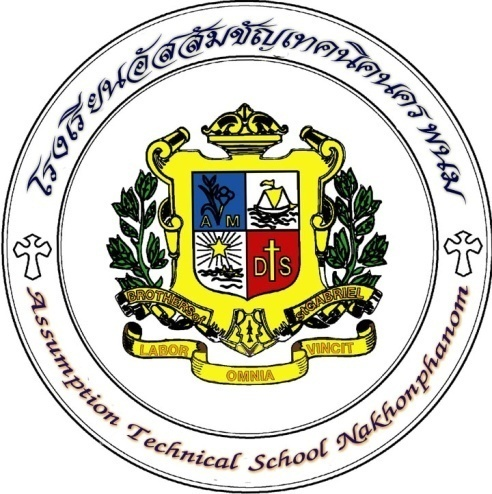 โรงเรียนอัสสัมชัญเทคนิคนครพนม
A M
D S
BROTHERS of St GABRIEL
LABOR OMNIA VINCIT
Assumption Technical School Nakhonphanom